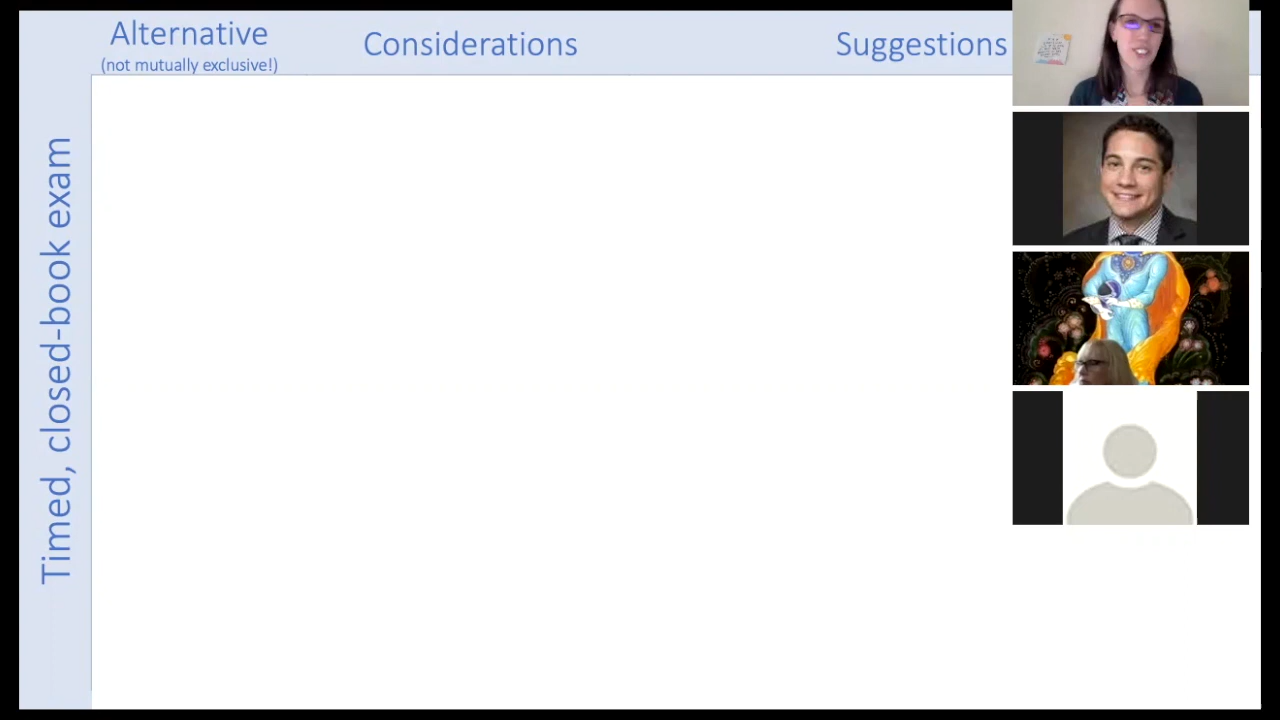 Alternative
(not mutually exclusive!)
Considerations
Suggestions
Timed, closed-book exam